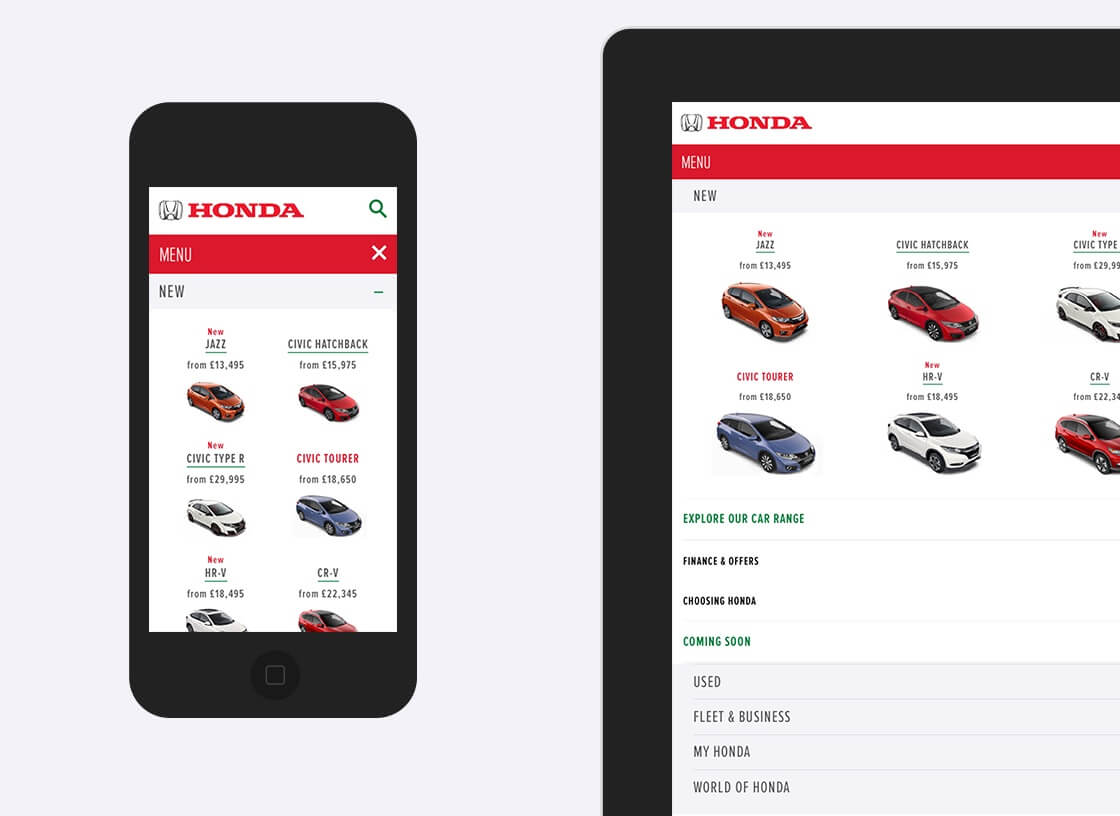 HONDA
MENU
NEW
New
JAZZ
from £13,495
CIVIC HATCHBACK
from £15,975
New
CIVIC TYPE R
from £29,995
CIVIC TOURER
from £18,650
New
HR-V
from £18,495
CR-V
from £22,345
HONDA
MENU
NEW
New
JAZZ
from £13,495
CIVIC HATCHBACK
from £15,975
New
CIVIC TYPE
from £29,99
CIVIC TOURER
from £18,650
New
HR-V
from £18,495
CR-V
from £22,34
EXPLORE OUR CAR RANGE
FINANCE & OFFERS
CHOOSING HONDA
COMING SOON
USED
FLEET & BUSINESS
MY HONDA
WORLD OF HONDA